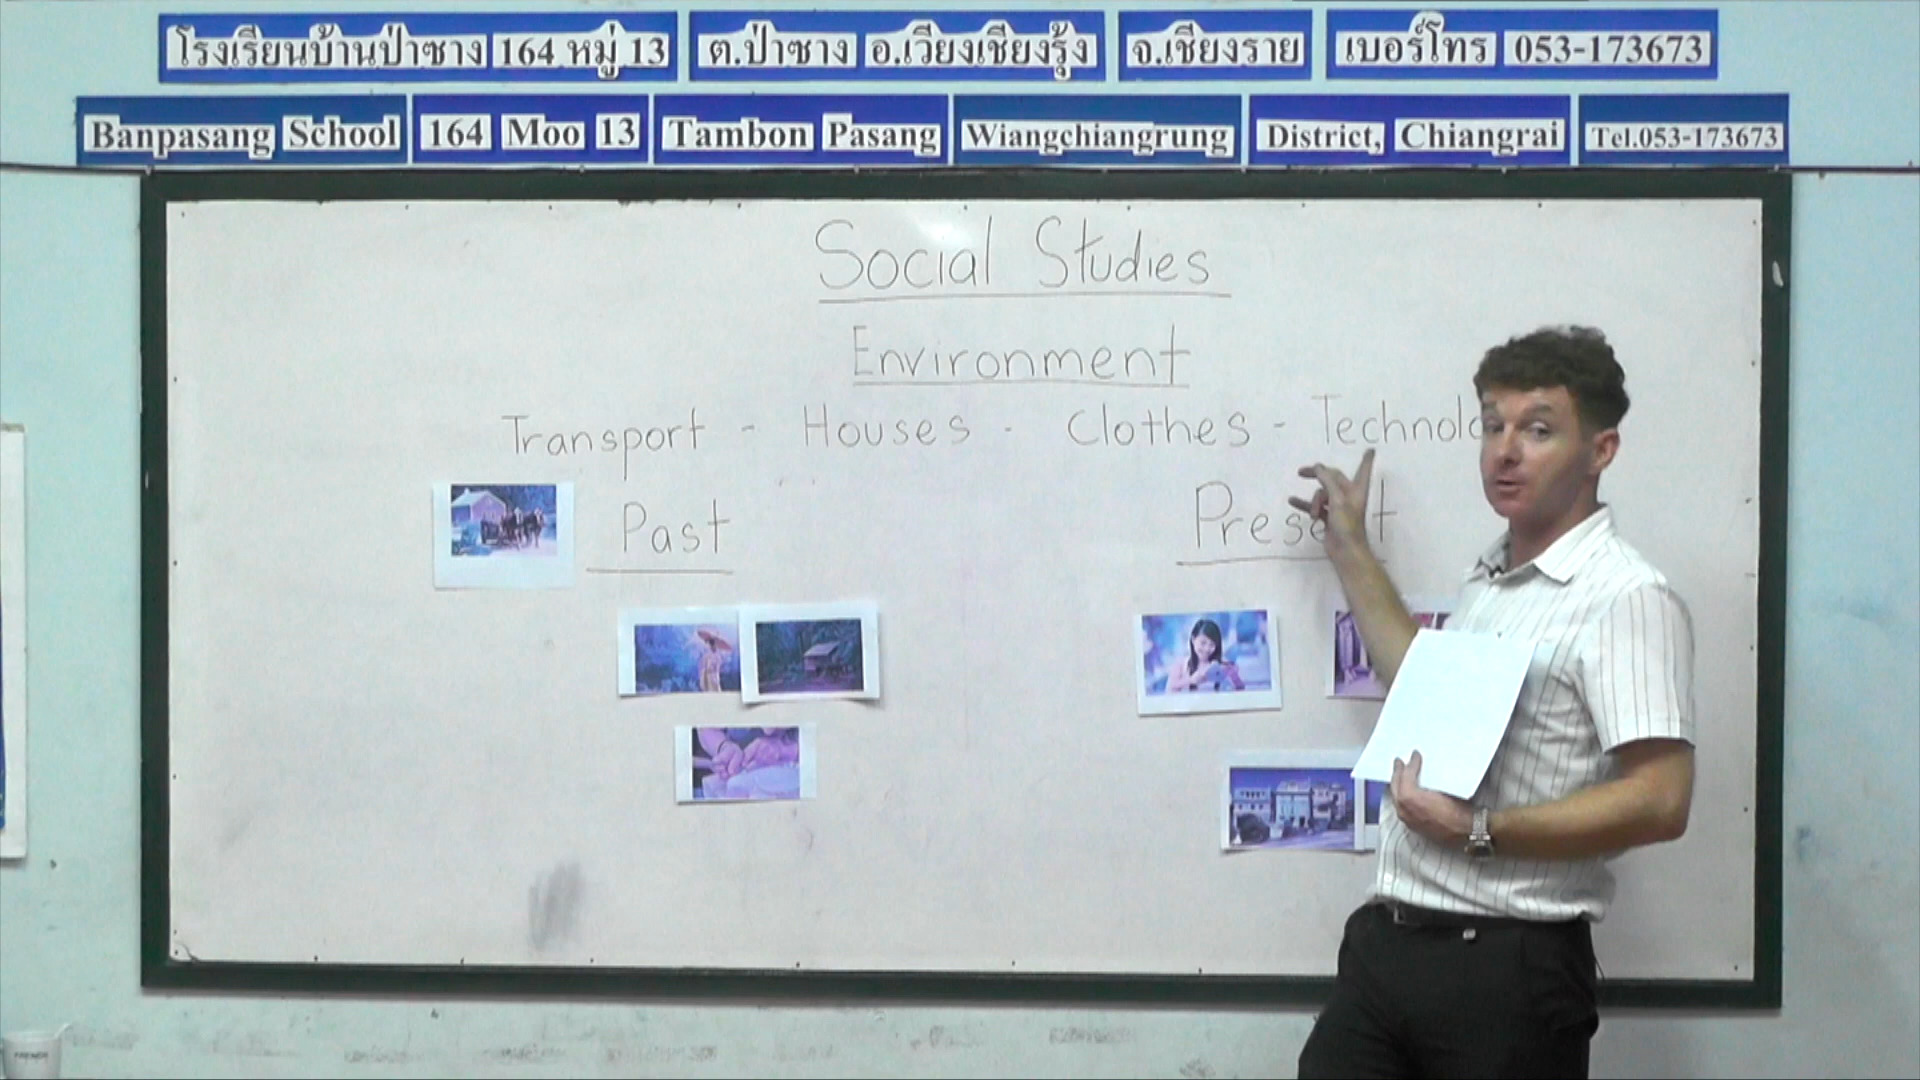 โรงเรียนบ้านป่าซาง 164 หมู่ 13 ต.ป่าซาง อ.เวียงเชียงรุ้ง จ.เชียงราย เบอร์โทร 053-173673
Banpasang School 164 Moo 13 Tambon Pasang Wiangchiangrung District, Chiangrai Tel.053-173673
Social Studies
Environment
Transport - Houses - Clothes - Technolo
Past Present